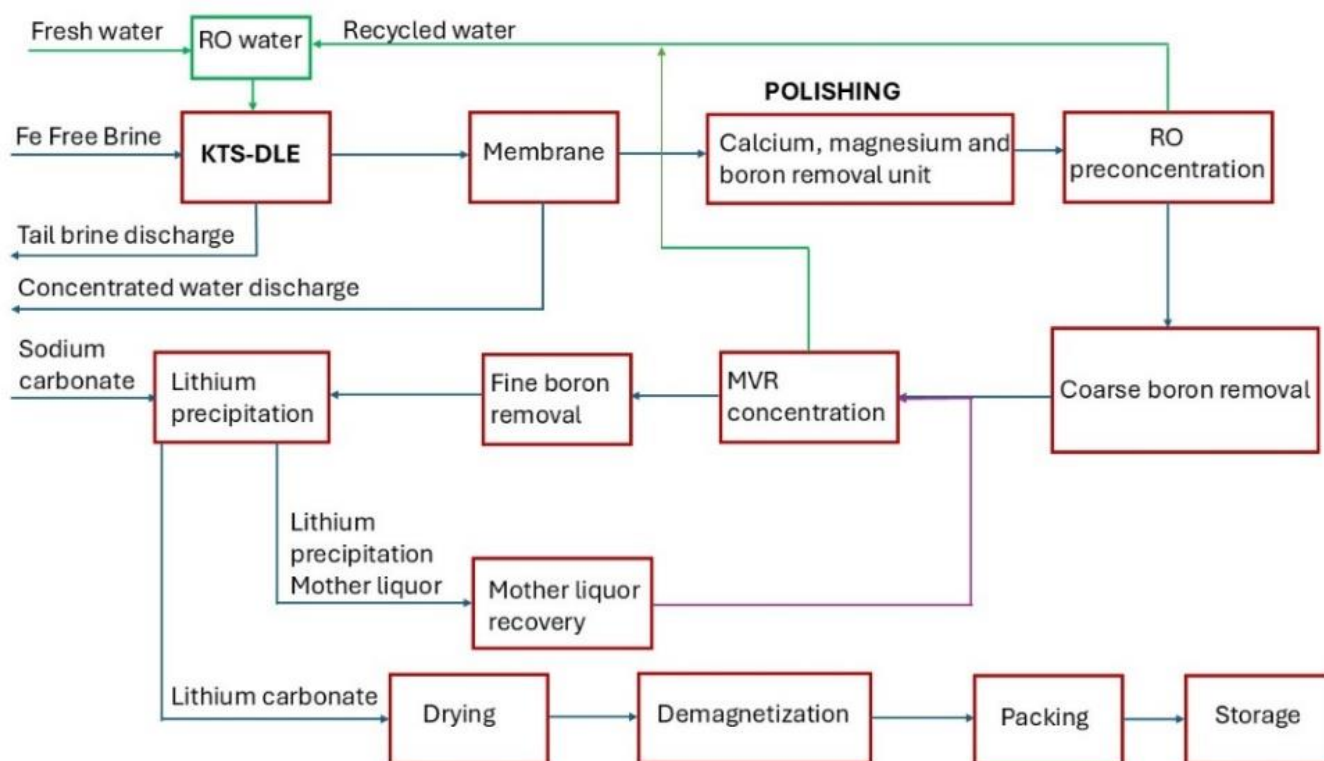 Fresh water
RO water
Recycled water
POLISHING
Fe Free Brine
KTS-DLE
Membrane
Calcium, magnesium and
boron removal unit
RO
preconcentration
Tail brine discharge
Concentrated water discharge
Sodium
carbonate
Lithium
precipitation
Fine boron
removal
MVR
concentration
Coarse boron removal
Lithium
precipitation
Mother liquor
Mother liquor
recovery
Lithium carbonate
Drying
Demagnetization
Packing
Storage